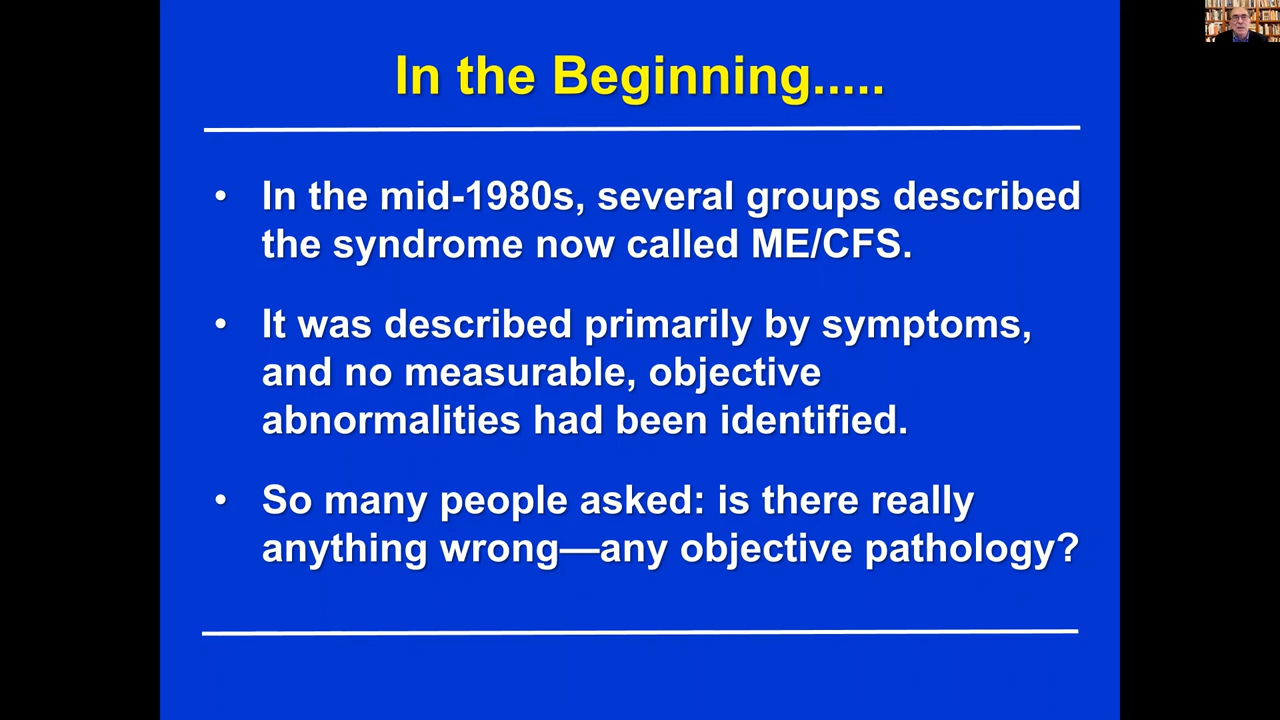 In the Beginning.....
• In the mid-1980s, several groups described
the syndrome now called ME/CFS.
• It was described primarily by symptoms,
and no measurable, objective
abnormalities had been identified.
• So many people asked: is there really
anything wrong—any objective pathology?